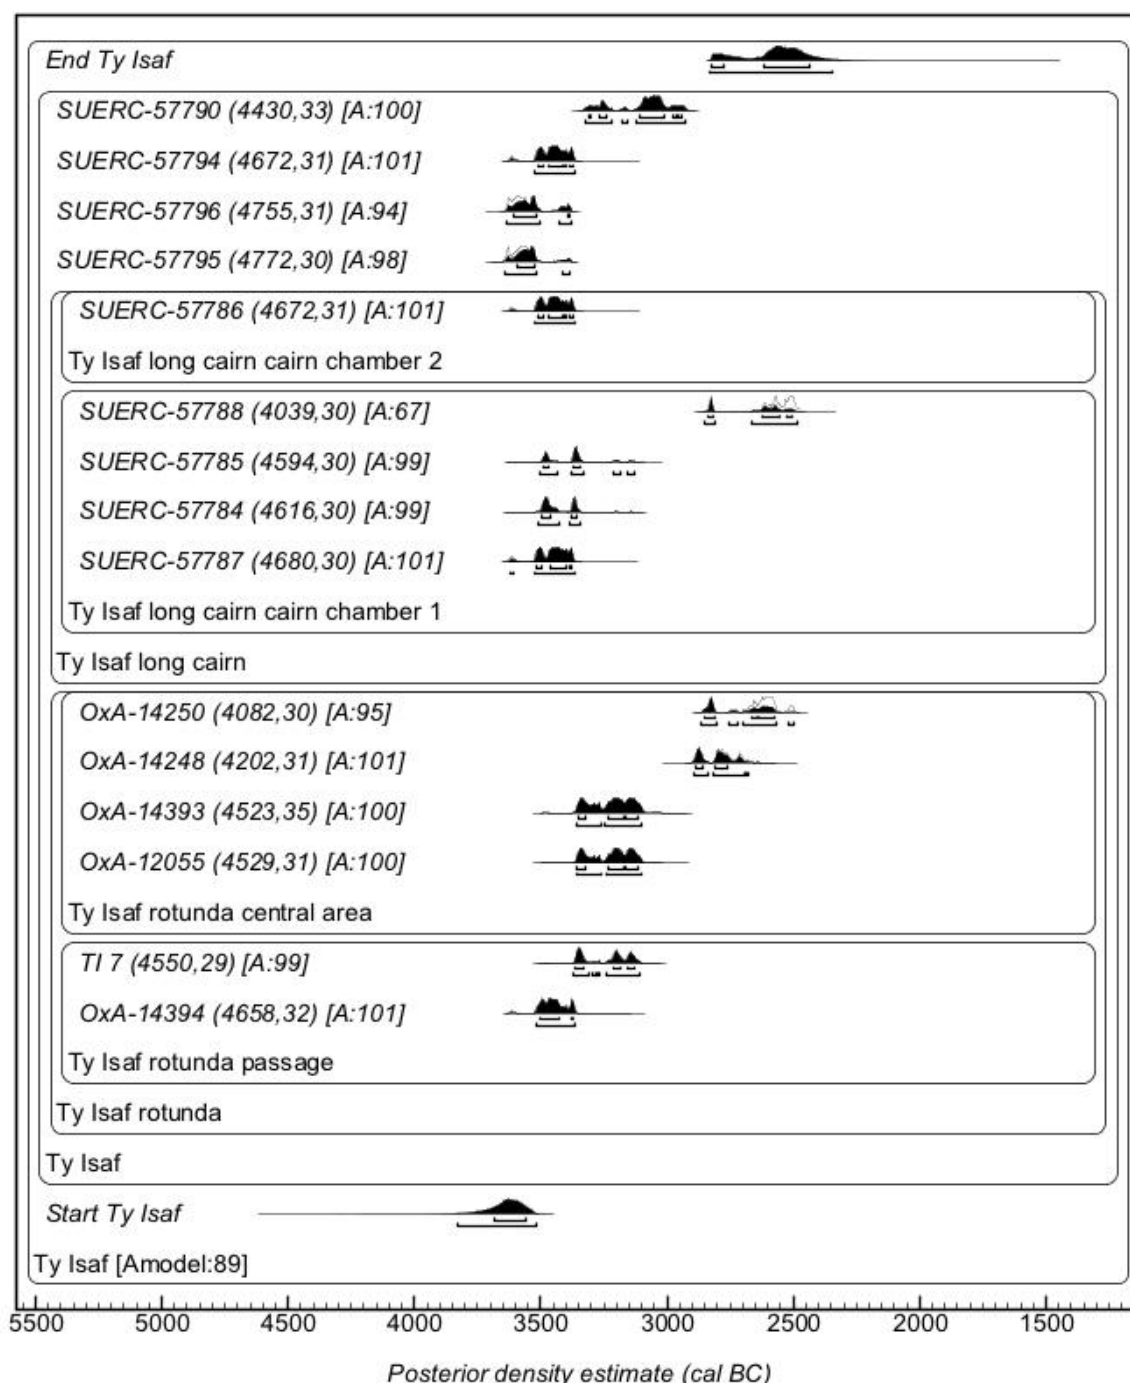 End Ty Isaf
SUERC-57790 (4430,33) [A:100]
SUERC-57794 (4672,31) [A:101]
SUERC-57796 (4755,31) [A:94]
SUERC-57795 (4772,30) [A:98]
SUERC-57786 (4672,31) [A:101]
Ty Isaf long cairn cairn chamber 2
SUERC-57788 (4039,30) [A:67]
SUERC-57785 (4594,30) [A:99]
SUERC-57784 (4616,30) [A:99]
SUERC-57787 (4680,30) [A:101]
Ty Isaf long cairn cairn chamber 1
Ty Isaf long cairn
OxA-14250 (4082,30) [A:95]
OxA-14248 (4202,31) [A:101]
OxA-14393 (4523,35) [A:100]
OxA-12055 (4529,31) [A:100]
Ty Isaf rotunda central area
TI 7 (4550,29) [A:99]
OxA-14394 (4658,32) [A:101]
Ty Isaf rotunda passage
Ty Isaf rotunda
Ty Isaf
Start Ty Isaf
Ty Isaf [Amodel:89]
5500 5000 4500 4000 3500 3000 2500 2000 1500
Posterior density estimate (cal BC)